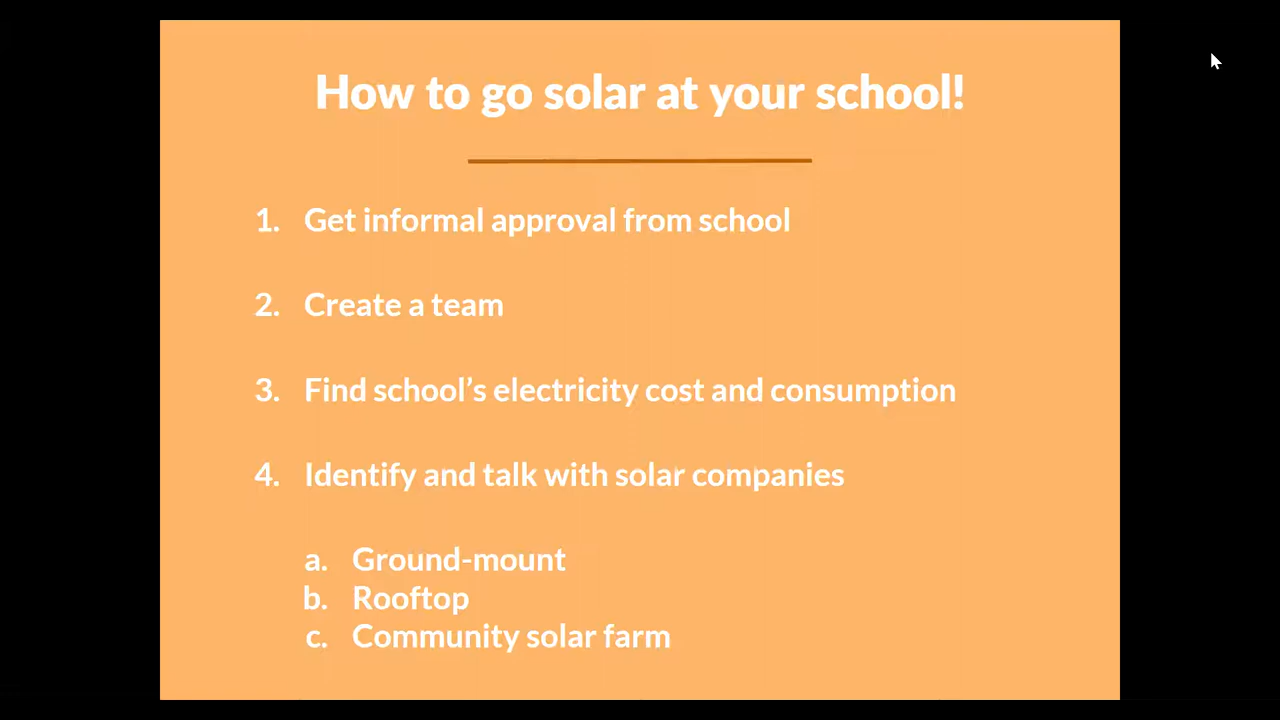 How to go solar at your school!
1. Get informal approval from school
2. Create a team
3. Find school’s electricity cost and consumption
4. Identify and talk with solar companies
a. Ground-mount
b. Rooftop
c. Community solar farm